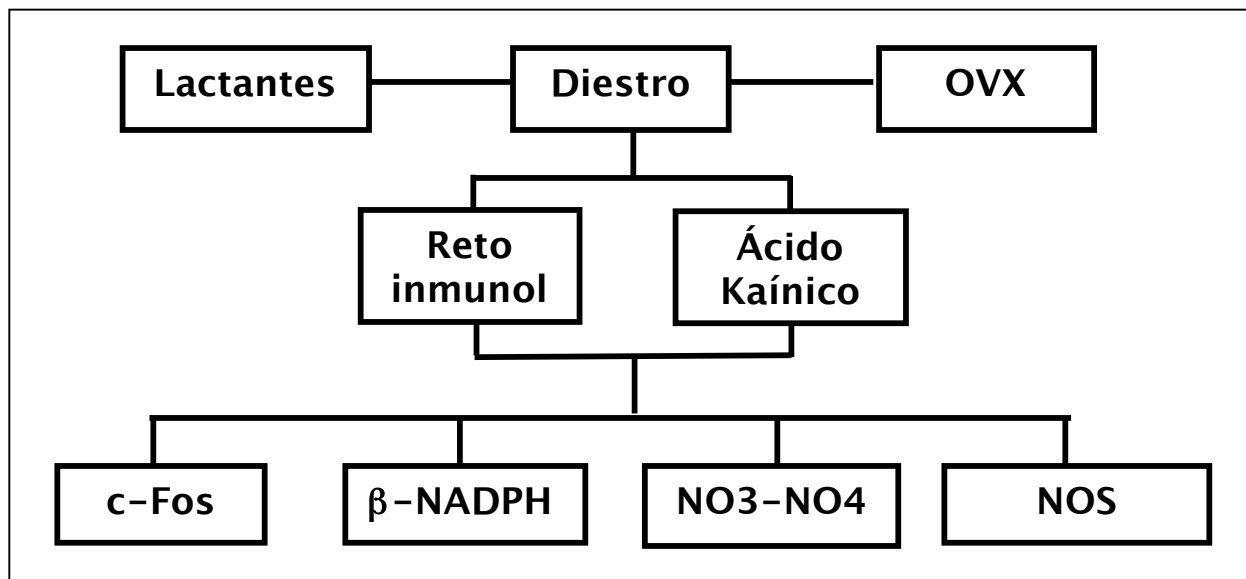 Lactantes
Diestro
OVX
Reto
inmunol
Ácido
Kaínico
c-Fos
β-NADPH
NO3-NO4
NOS